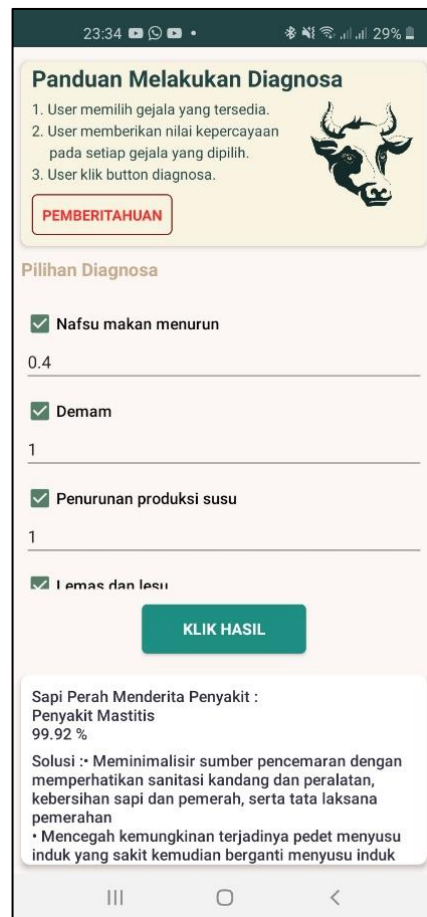 23:34 29%
Panduan Melakukan Diagnosa
1. User memilih gejala yang tersedia.
2. User memberikan nilai kepercayaan
pada setiap gejala yang dipilih.
3. User klik button diagnosa.
PEMBERITAHUAN
Pilihan Diagnosa
Nafsu makan menurun
0.4
Demam
1
Penurunan produksi susu
1
Lemas dan lesu
KLIK HASIL
Sapi Perah Menderita Penyakit :
Penyakit Mastitis
99.92 %
Solusi :• Meminimalisir sumber pencemaran dengan
memperhatikan sanitasi kandang dan peralatan,
kebersihan sapi dan pemerah, serta tata laksana
pemerahan
• Mencegah kemungkinan terjadinya pedet menyusu
induk yang sakit kemudian berganti menyusu induk